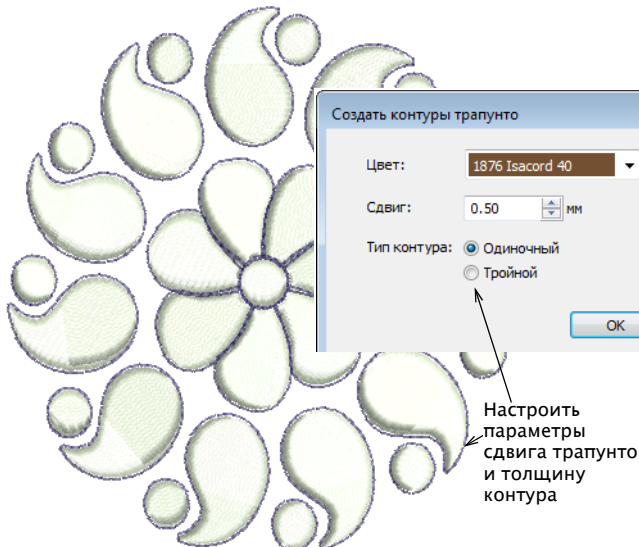 Создать контуры трапунто
Цвет: 1876 Isacord 40
Сдвиг: 0.50 мм
Тип контура: Одиночный
Тройной
OK
Настроить
параметры
сдвига трапунто
и толщину
контура